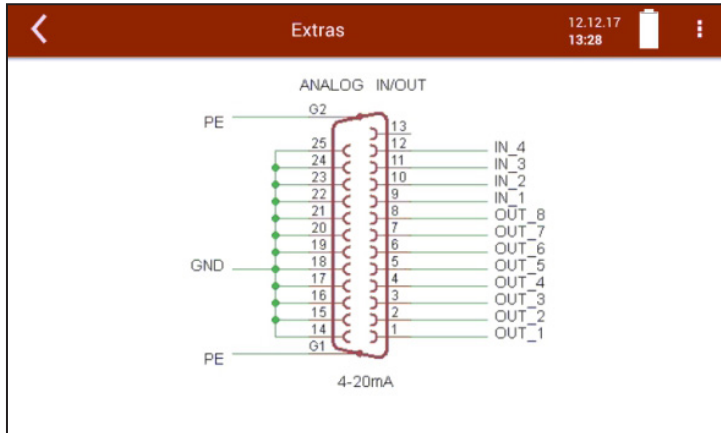 Extras
12.12.17
13:28
ANALOG IN/OUT
G2
PE
13
25
12
IN_4
24
11
IN_3
23
10
IN_2
22
9
IN_1
21
8
OUT_8
20
7
OUT_7
19
6
OUT_6
GND
18
5
OUT_5
17
4
OUT_4
16
3
OUT_3
15
2
OUT_2
14
1
OUT_1
G1
PE
4-20mA